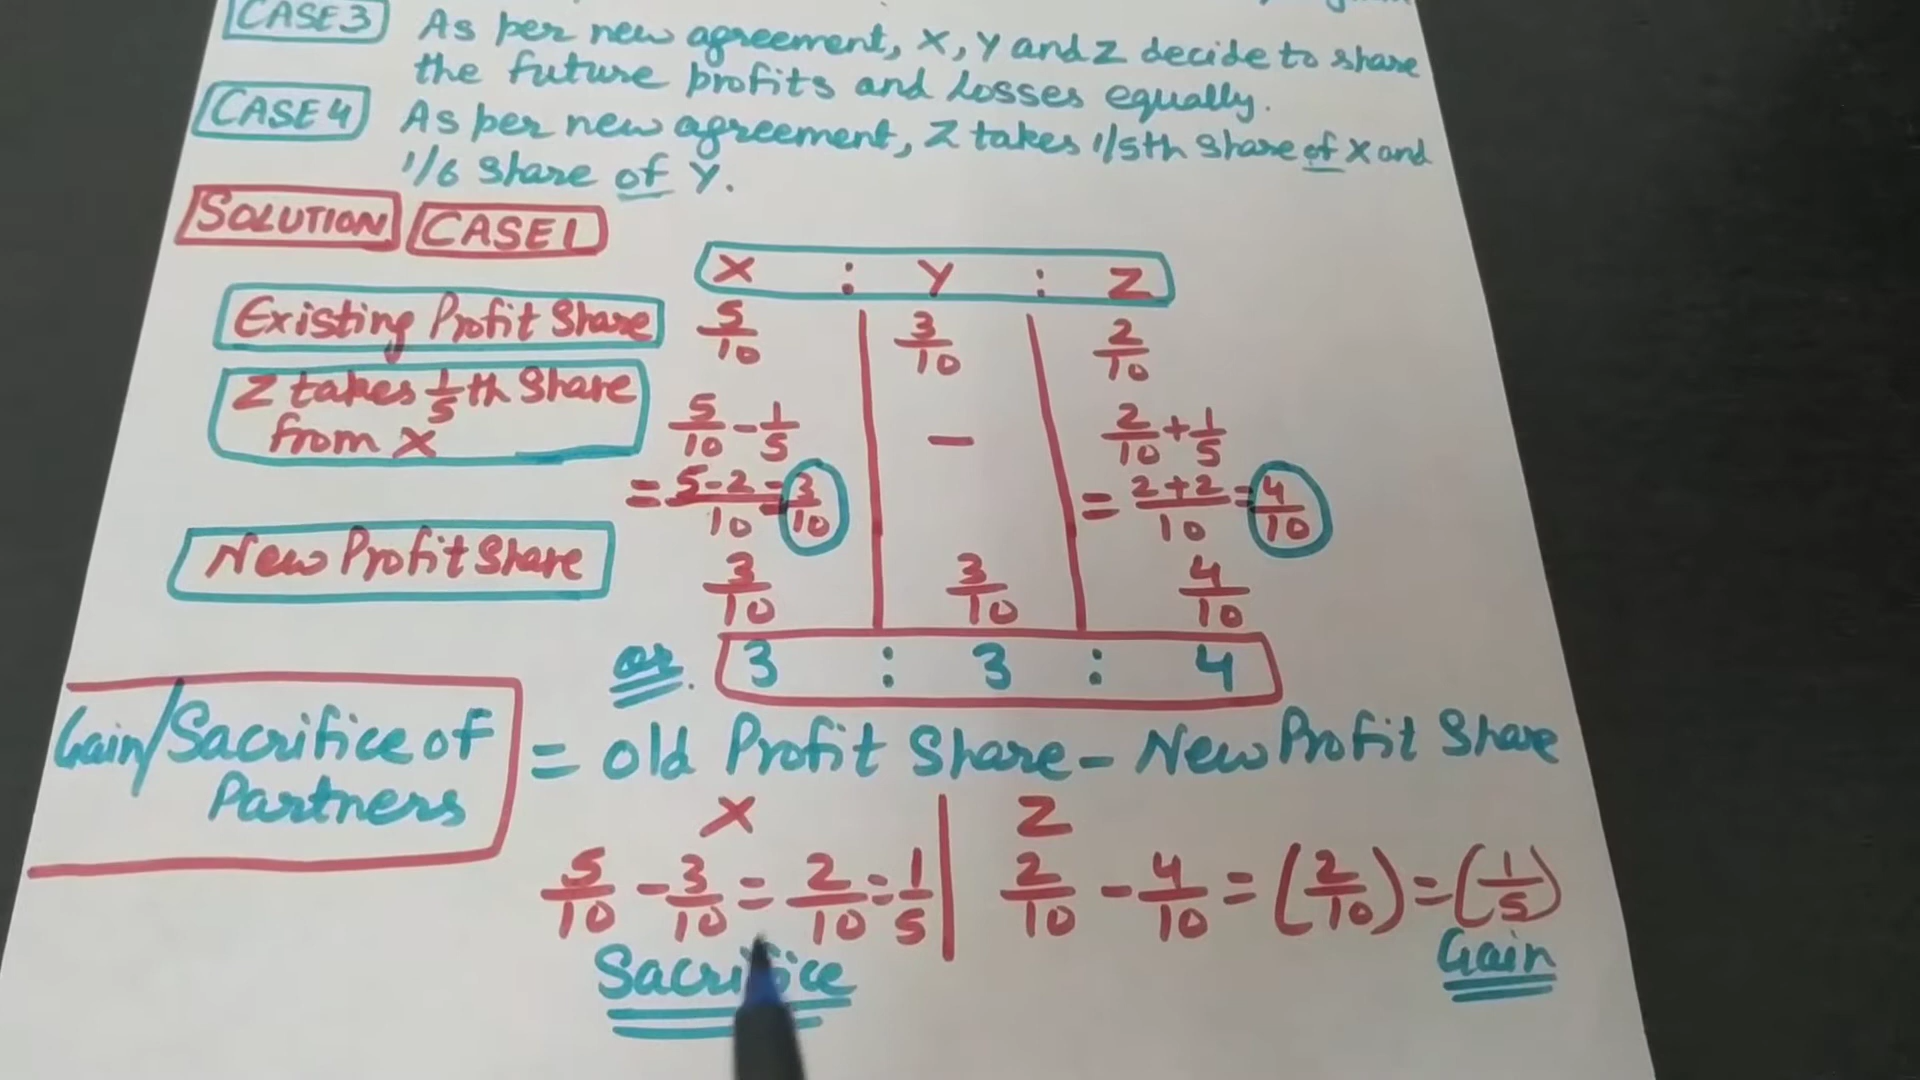 CASE 3 As per new agreement, X, Y and Z decide to share
the future profits and losses equally.
CASE 4 As per new agreement, Z takes 1/5th share of X and
1/6 share of Y.
SOLUTION CASE 1
X : Y : Z
Existing Profit Share 5/10 3/10 2/10
Z takes 1/5th Share from X 5/10 - 1/5 — 2/10 + 1/5
= 5-2/10 = 3/10 = 2+2/10 = 4/10
New Profit Share 3/10 3/10 4/10
or 3 : 3 : 4
Gain/Sacrifice of Partners = Old Profit Share - New Profit Share
X Z
5/10 - 3/10 = 2/10 = 1/5 2/10 - 4/10 = (2/10) = (1/5)
Sacrifice Gain